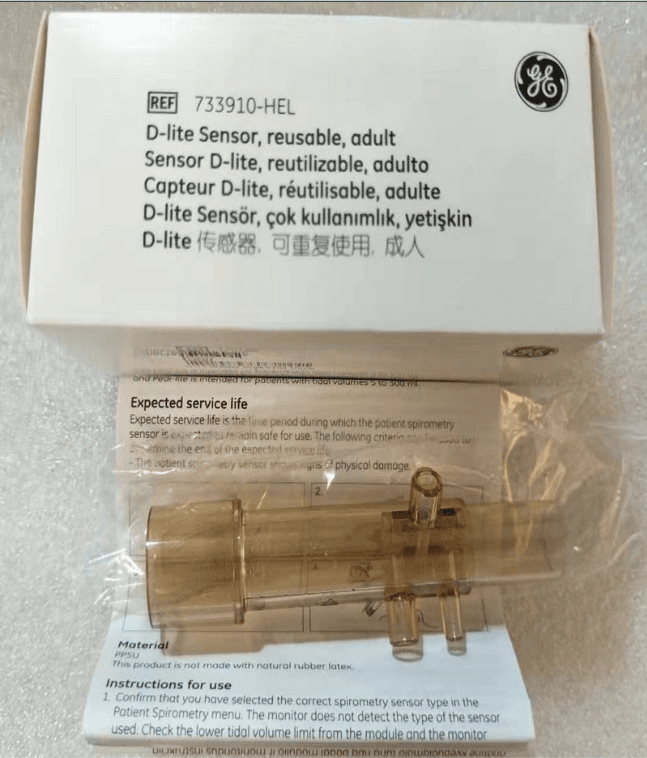 REF 733910-HEL
GE
D-lite Sensor, reusable, adult
Sensor D-lite, reutilizable, adulto
Capteur D-lite, réutilisable, adulte
D-lite Sensör, çok kullanımlık, yetişkin
D-lite 传感器, 可重复使用, 成人
and Pedi-lite is intended for patients with tidal volumes 5 to 300 ml.
Expected service life
Expected service life is the time period during which the patient spirometry
sensor is expected to remain safe for use. The following criteria
the end of the expected service life
- The patient sensor signs of physical damage.
2.
Material
PPSU
This product is not made with natural rubber latex.
Instructions for use
1. Confirm that you have selected the correct spirometry sensor type in the
Patient Spirometry menu. The monitor does not detect the type of the sensor
used. Check the lower tidal volume limit from the module and the monitor